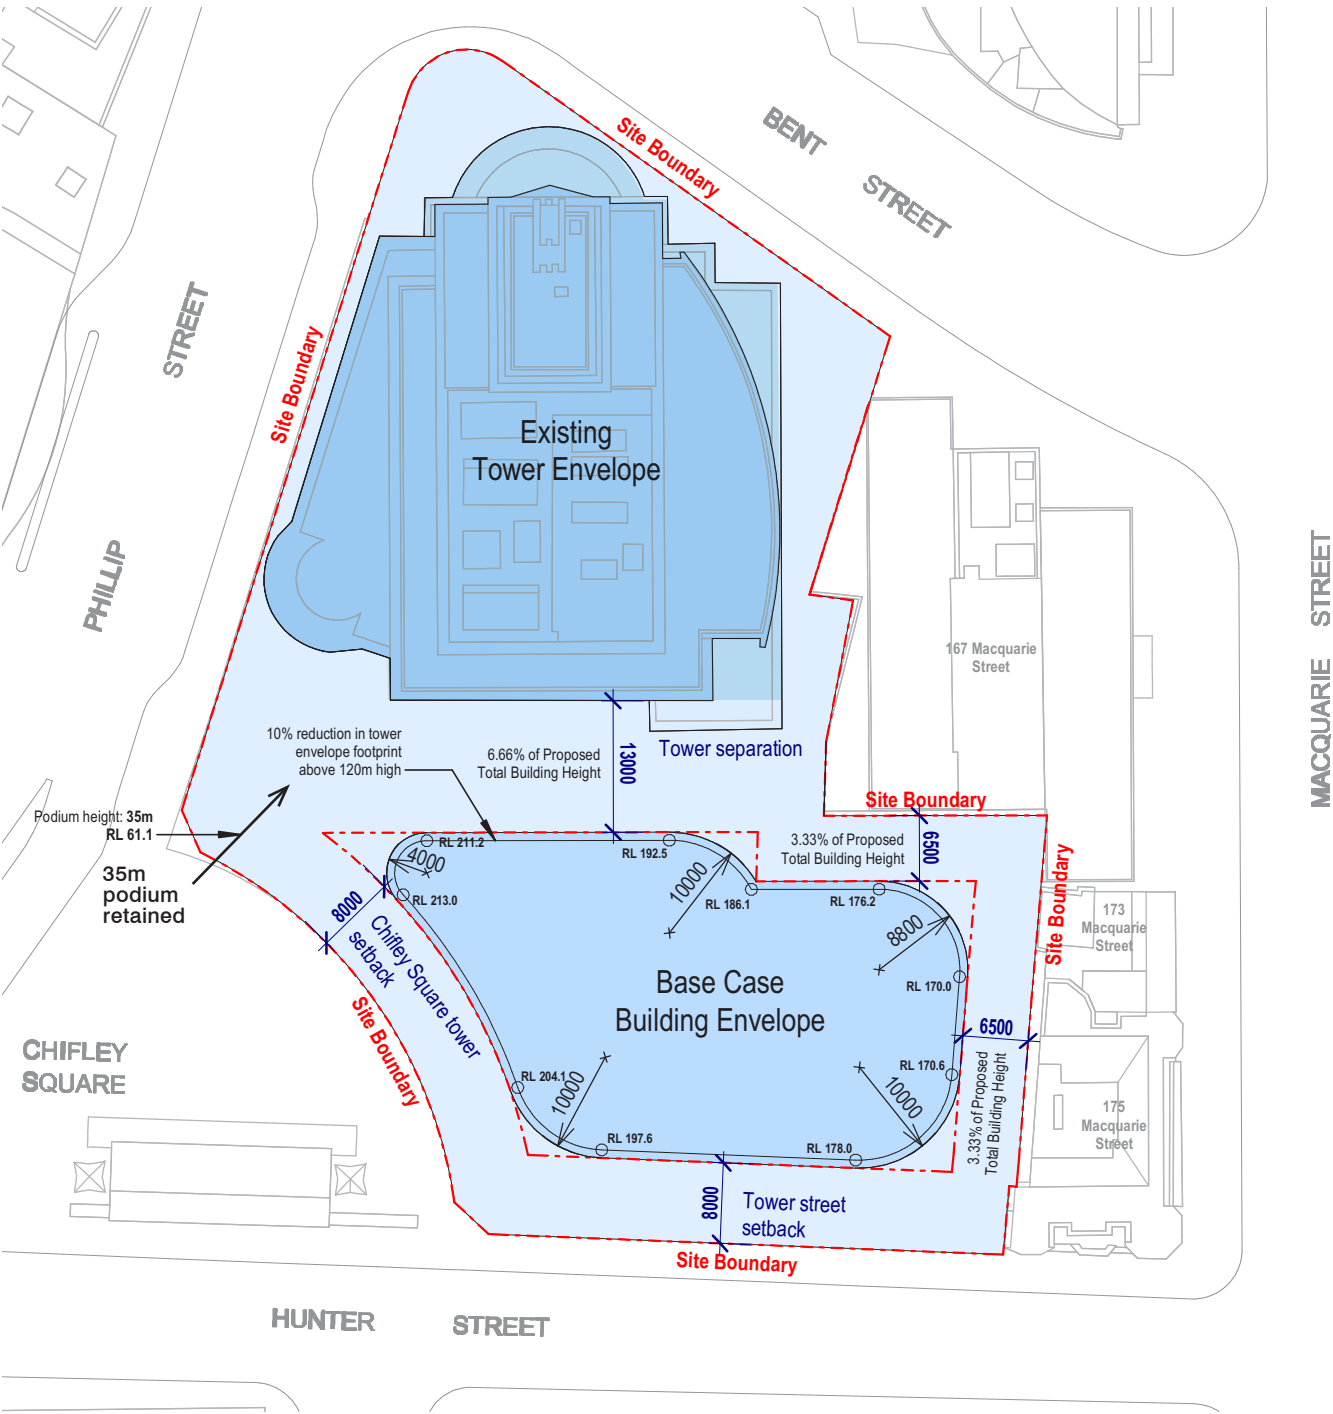 BENT
STREET
Site Boundary
STREET
Site Boundary
PHILLIP
Existing
Tower Envelope
MACQUARIE STREET
167 Macquarie
Street
10% reduction in tower
envelope footprint
above 120m high
6.66% of Proposed
Total Building Height
13000
Tower separation
Podium height: 35m
RL 61.1
35m
podium
retained
Site Boundary
3.33% of Proposed
Total Building Height
6500
RL 211.2
RL 192.5
4000
10000
RL 186.1
RL 176.2
RL 213.0
8000
Chifley Square tower
setback
8800
Site Boundary
173
Macquarie
Street
Base Case
Building Envelope
RL 170.0
Site Boundary
6500
3.33% of Proposed
Total Building Height
RL 170.6
RL 204.1
10000
10000
175
Macquarie
Street
CHIFLEY
SQUARE
RL 197.6
RL 178.0
8000
Tower street
setback
Site Boundary
HUNTER STREET